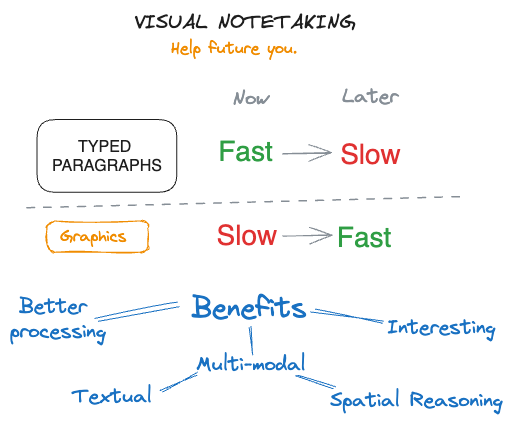 VISUAL NOTETAKING
Help future you.
Now Later
TYPED
PARAGRAPHS
Fast Slow
Graphics
Slow Fast
Better
processing
Benefits
Interesting
Multi-modal
Textual
Spatial Reasoning